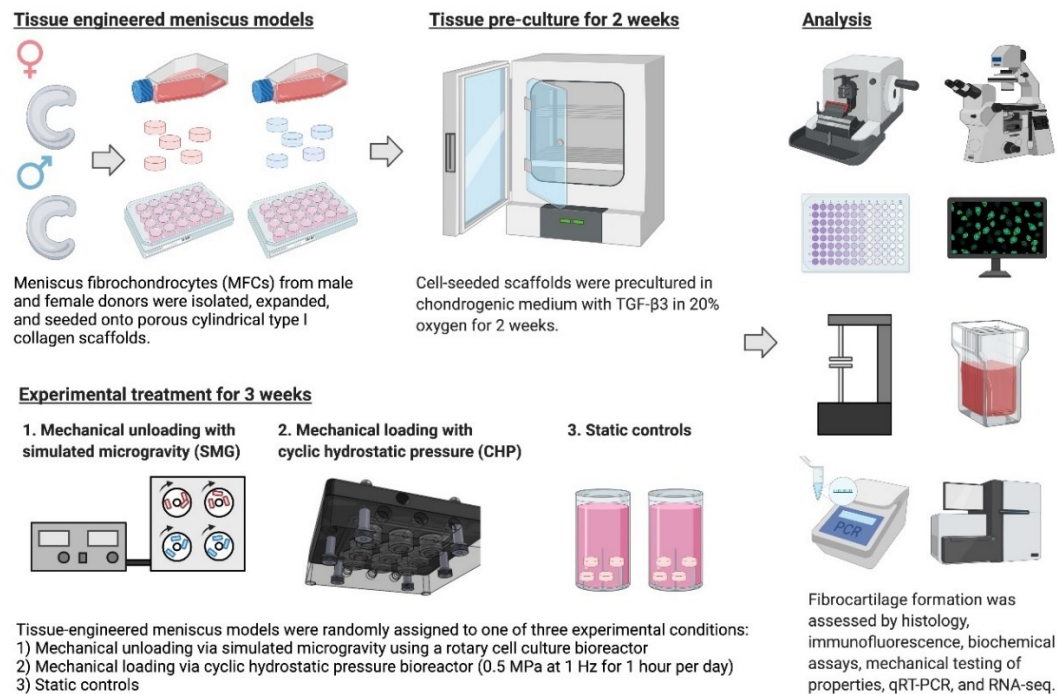 Tissue engineered meniscus models
Meniscus fibrochondrocytes (MFCs) from male
and female donors were isolated, expanded,
and seeded onto porous cylindrical type I
collagen scaffolds.
Tissue pre-culture for 2 weeks
Cell-seeded scaffolds were precultured in
chondrogenic medium with TGF-β3 in 20%
oxygen for 2 weeks.
Experimental treatment for 3 weeks
1. Mechanical unloading with
simulated microgravity (SMG)
2. Mechanical loading with
cyclic hydrostatic pressure (CHP)
3. Static controls
Tissue-engineered meniscus models were randomly assigned to one of three experimental conditions:
1) Mechanical unloading via simulated microgravity using a rotary cell culture bioreactor
2) Mechanical loading via cyclic hydrostatic pressure bioreactor (0.5 MPa at 1 Hz for 1 hour per day)
3) Static controls
Analysis
PCR
Fibrocartilage formation was
assessed by histology,
immunofluorescence, biochemical
assays, mechanical testing of
properties, qRT-PCR, and RNA-seq.